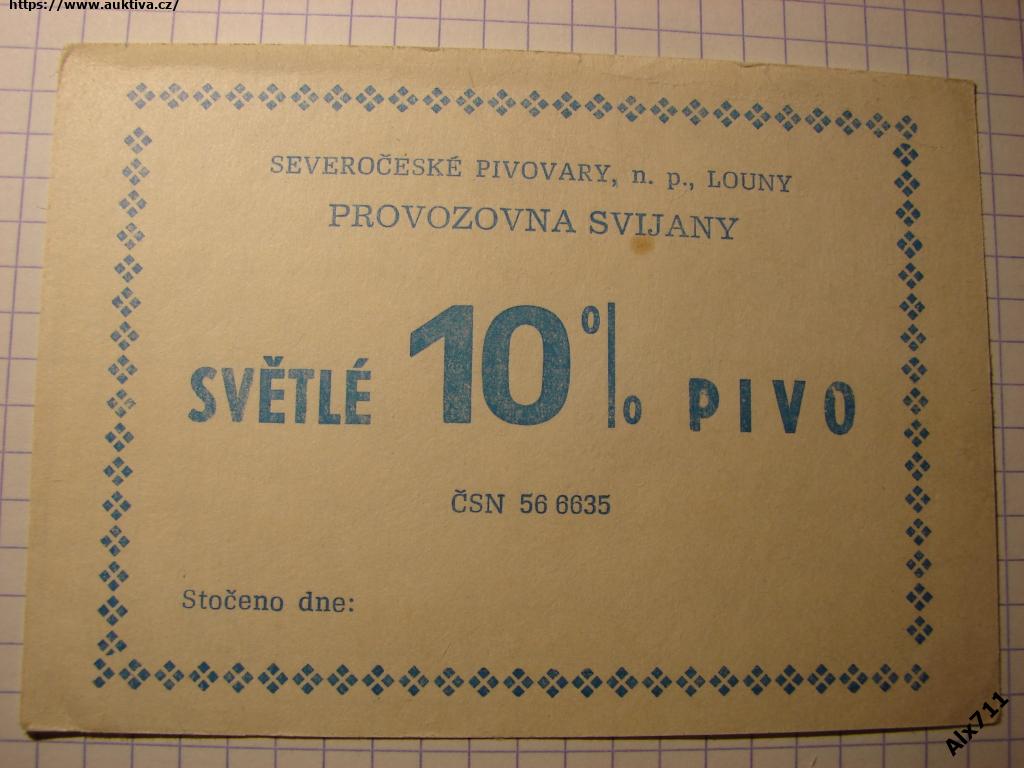 https://www.auktiva.cz/
SEVEROČESKÉ PIVOVARY, n. p., LOUNY
PROVOZOVNA SVIJANY
SVĚTLÉ 10% PIVO
ČSN 56 6635
Stočeno dne:
Alx711